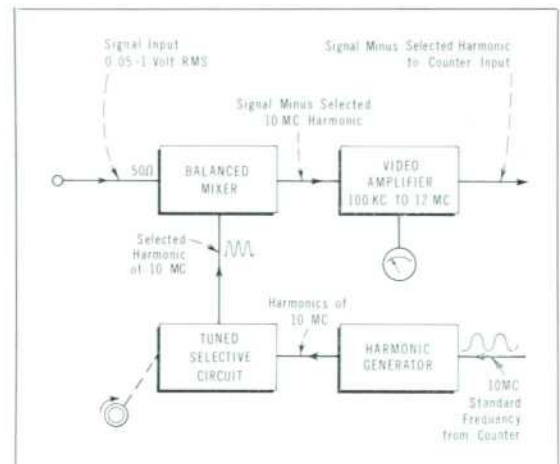 Signal Input
0.05-1 Volt RMS
Signal Minus Selected Harmonic
to Counter Input
Signal Minus Selected
10 MC Harmonic
50Ω
BALANCED
MIXER
VIDEO
AMPLIFIER
100 KC TO 12 MC
Selected
Harmonic
of 10 MC
Harmonics of
10 MC
TUNED
SELECTIVE
CIRCUIT
HARMONIC
GENERATOR
10MC
Standard
Frequency
from Counter